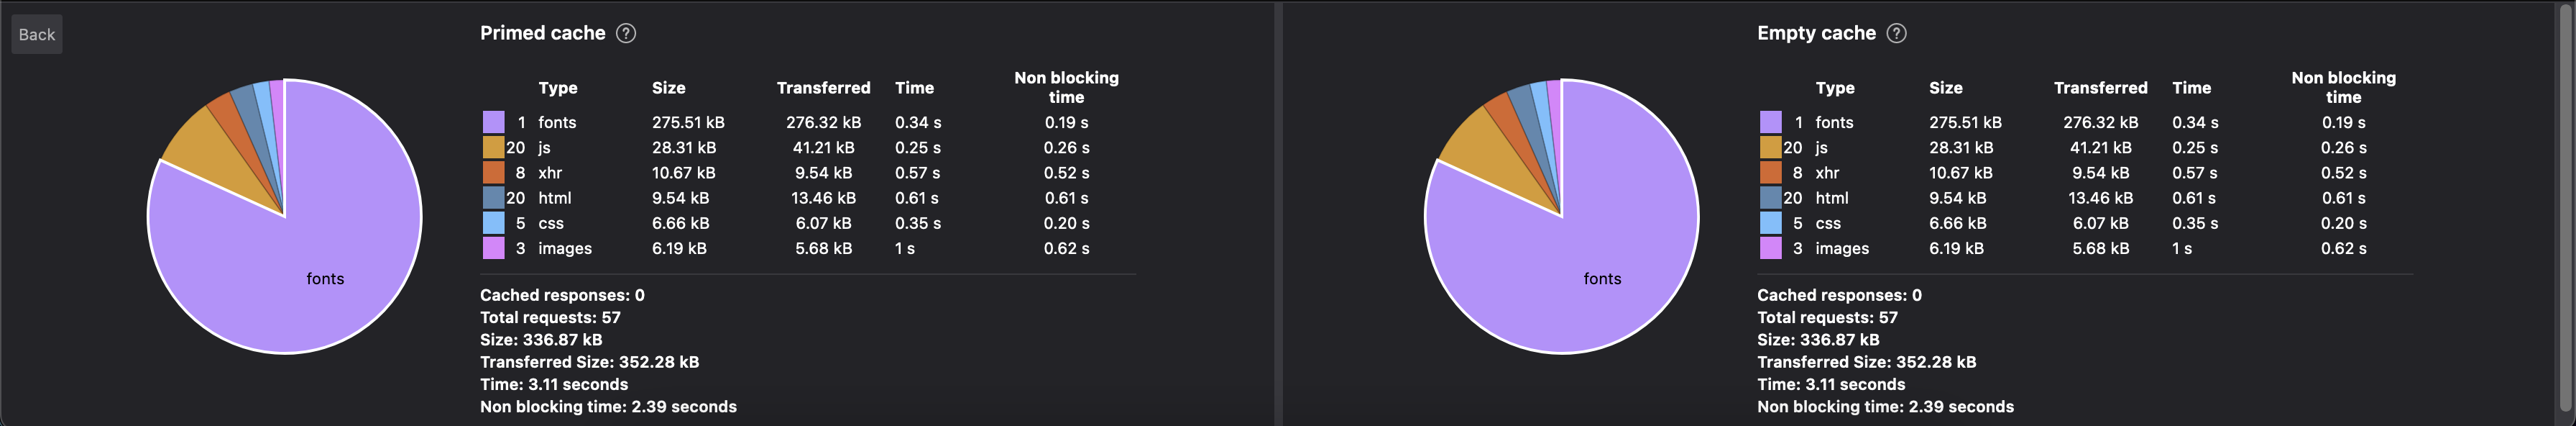 Back
Primed cache ?
Type Size Transferred Time Non blocking time
1 fonts 275.51 kB 276.32 kB 0.34 s 0.19 s
20 js 28.31 kB 41.21 kB 0.25 s 0.26 s
8 xhr 10.67 kB 9.54 kB 0.57 s 0.52 s
20 html 9.54 kB 13.46 kB 0.61 s 0.61 s
5 css 6.66 kB 6.07 kB 0.35 s 0.20 s
3 images 6.19 kB 5.68 kB 1 s 0.62 s
fonts
Cached responses: 0
Total requests: 57
Size: 336.87 kB
Transferred Size: 352.28 kB
Time: 3.11 seconds
Non blocking time: 2.39 seconds
Empty cache ?
Type Size Transferred Time Non blocking time
1 fonts 275.51 kB 276.32 kB 0.34 s 0.19 s
20 js 28.31 kB 41.21 kB 0.25 s 0.26 s
8 xhr 10.67 kB 9.54 kB 0.57 s 0.52 s
20 html 9.54 kB 13.46 kB 0.61 s 0.61 s
5 css 6.66 kB 6.07 kB 0.35 s 0.20 s
3 images 6.19 kB 5.68 kB 1 s 0.62 s
fonts
Cached responses: 0
Total requests: 57
Size: 336.87 kB
Transferred Size: 352.28 kB
Time: 3.11 seconds
Non blocking time: 2.39 seconds